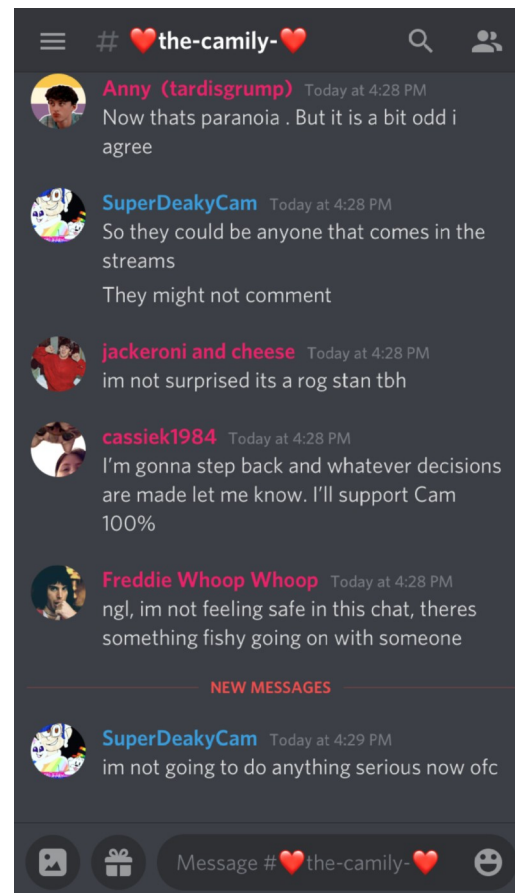 # ❤️the-camily-❤️
Anny (tardisgrump) Today at 4:28 PM
Now thats paranoia . But it is a bit odd i
agree
SuperDeakyCam Today at 4:28 PM
So they could be anyone that comes in the
streams
They might not comment
jackeroni and cheese Today at 4:28 PM
im not surprised its a rog stan tbh
cassiek1984 Today at 4:28 PM
I'm gonna step back and whatever decisions
are made let me know. I'll support Cam
100%
Freddie Whoop Whoop Today at 4:28 PM
ngl, im not feeling safe in this chat, theres
something fishy going on with someone
NEW MESSAGES
SuperDeakyCam Today at 4:29 PM
im not going to do anything serious now ofc
Message #❤️the-camily-❤️